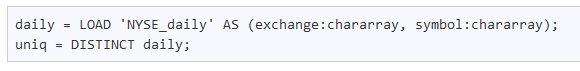 daily = LOAD 'NYSE_daily' AS (exchange:chararray, symbol:chararray);
uniq = DISTINCT daily;